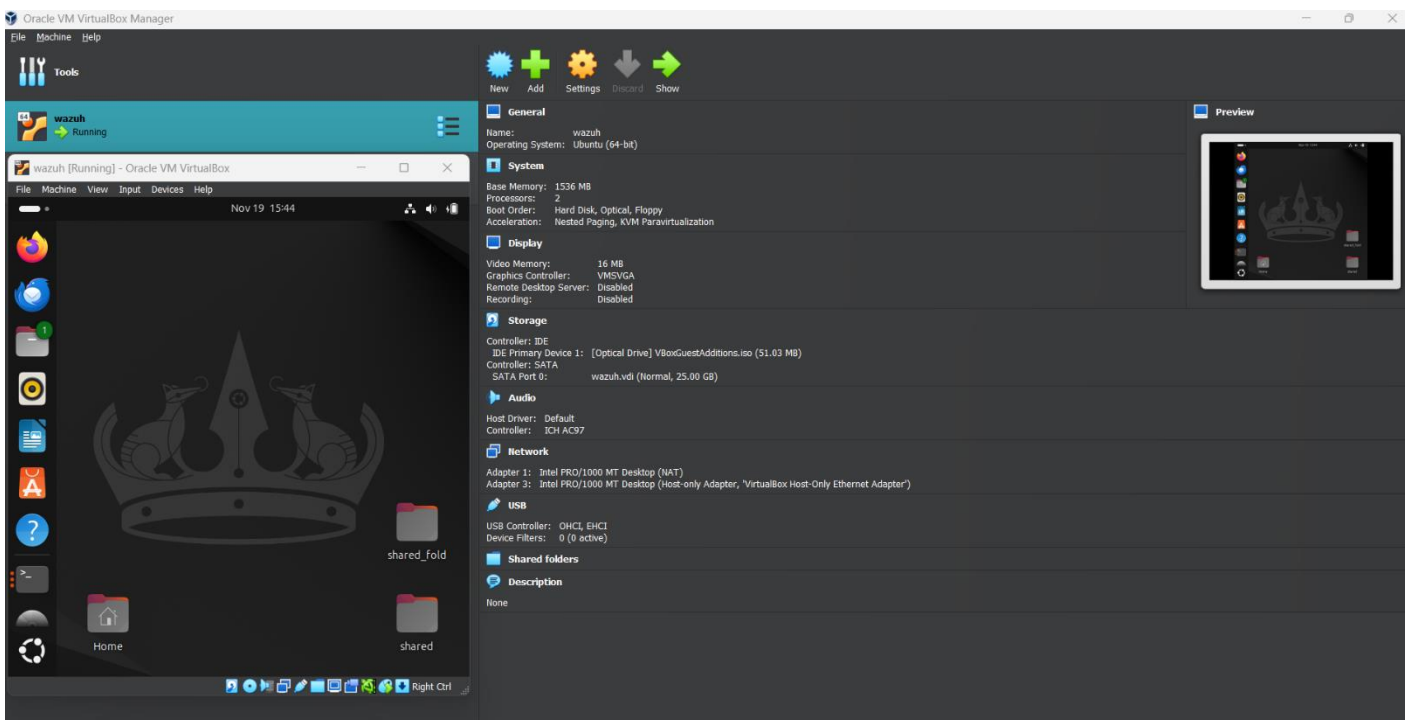 Oracle VM VirtualBox Manager
File Machine Help
Tools
New Add Settings Discard Show
64
wazuh
Running
General
Name: wazuh
Operating System: Ubuntu (64-bit)
Preview
System
Base Memory: 1536 MB
Processors: 2
Boot Order: Hard Disk, Optical, Floppy
Acceleration: Nested Paging, KVM Paravirtualization
Display
Video Memory: 16 MB
Graphics Controller: VMSVGA
Remote Desktop Server: Disabled
Recording: Disabled
Storage
Controller: IDE
IDE Primary Device 1: [Optical Drive] VBoxGuestAdditions.iso (51.03 MB)
Controller: SATA
SATA Port 0: wazuh.vdi (Normal, 25.00 GB)
Audio
Host Driver: Default
Controller: ICH AC97
Network
Adapter 1: Intel PRO/1000 MT Desktop (NAT)
Adapter 3: Intel PRO/1000 MT Desktop (Host-only Adapter, 'VirtualBox Host-Only Ethernet Adapter')
USB
USB Controller: OHCI, EHCI
Device Filters: 0 (0 active)
Shared folders
Description
None
wazuh [Running] - Oracle VM VirtualBox
File Machine View Input Devices Help
Nov 19 15:44
1
shared_fold
Home
shared
Right Ctrl